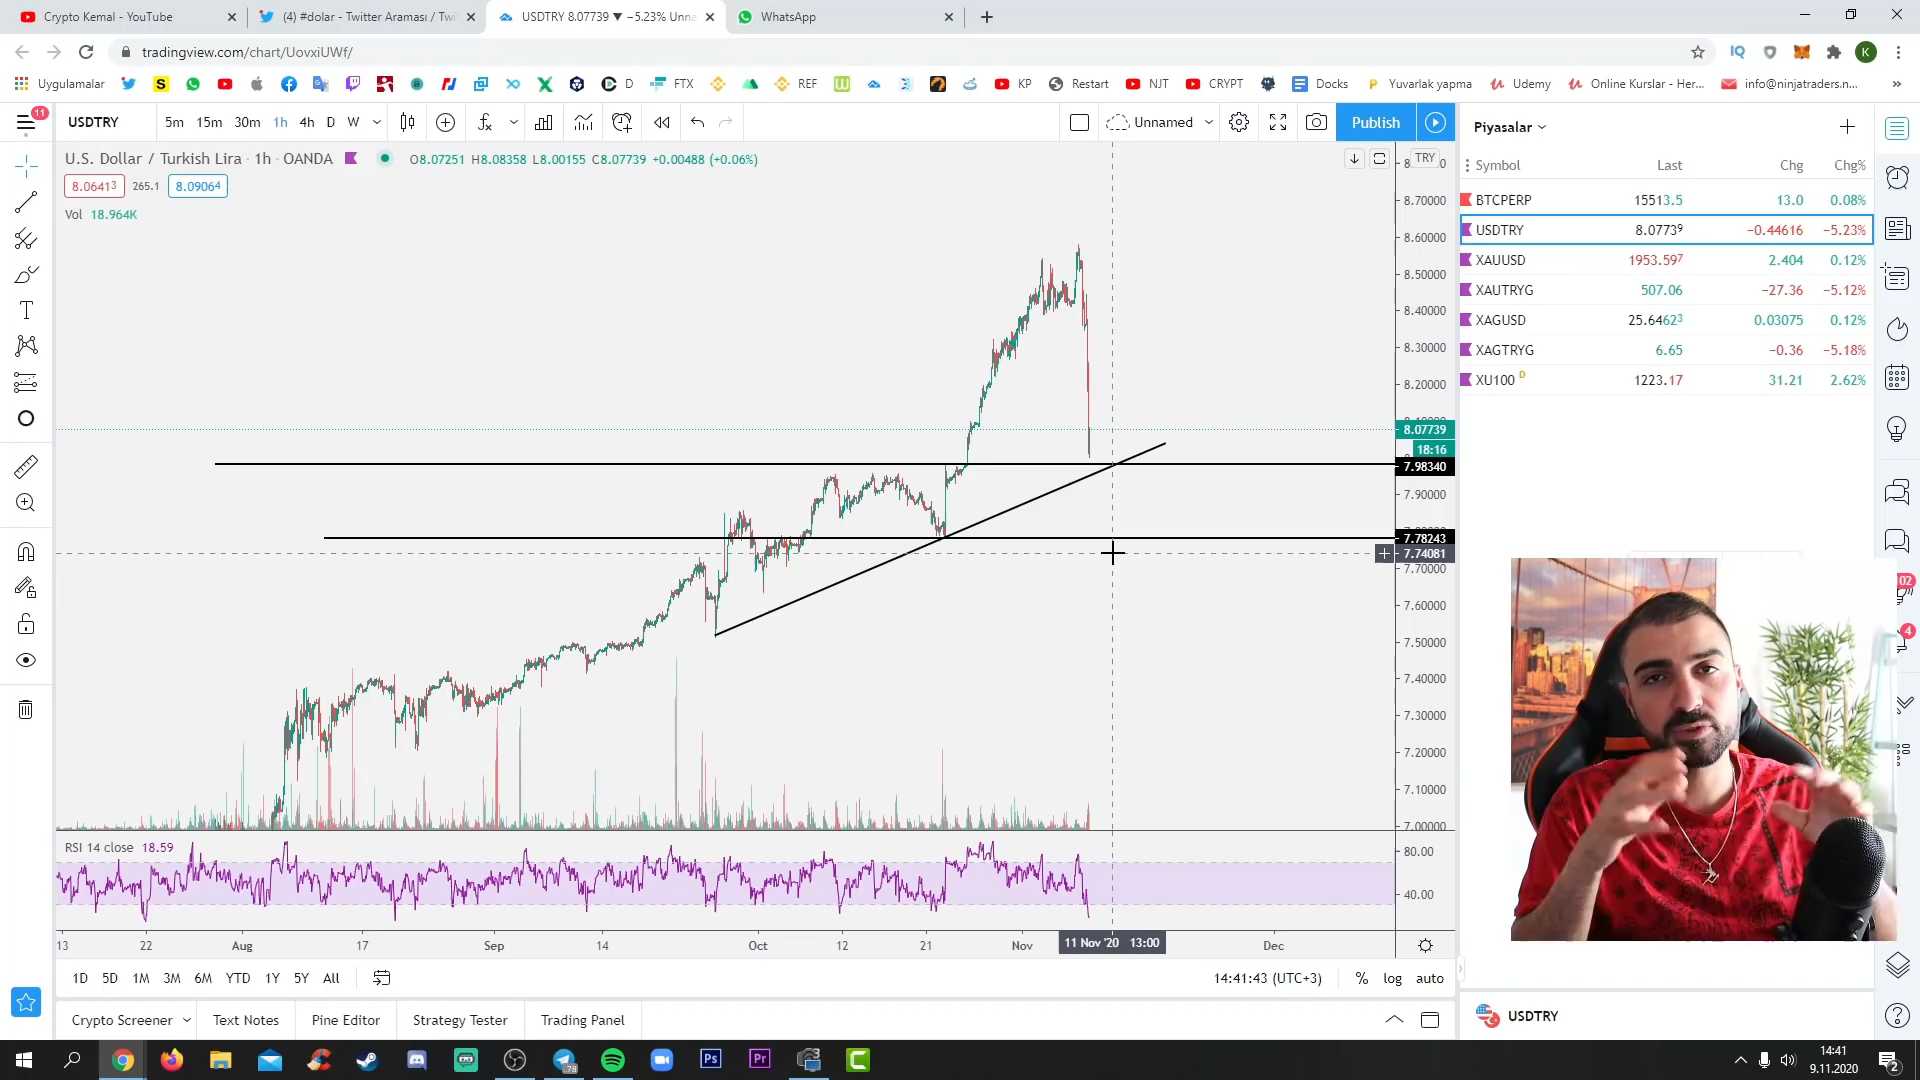 Crypto Kemal - YouTube
(4) #dolar - Twitter Araması / Twi
USDTRY 8.07739 ▼ −5.23% Unna
WhatsApp
tradingview.com/chart/UovxiUWf/
K
Uygulamalar
D
FTX
REF
KP
Restart
NJT
CRYPT
Docks
Yuvarlak yapma
Udemy
Online Kurslar - Her...
info@ninjatraders.n...
»
11
USDTRY
5m 15m 30m 1h 4h D W
Unnamed
Publish
U.S. Dollar / Turkish Lira · 1h · OANDA
O8.07251 H8.08358 L8.00155 C8.07739 +0.00488 (+0.06%)
8.06413 265.1 8.09064
Vol 18.964K
TRY
8.70000
8.60000
8.50000
8.40000
8.30000
8.20000
8.07739
18:16
7.98340
7.90000
7.78243
7.74081
7.70000
7.60000
7.50000
7.40000
7.30000
7.20000
7.10000
7.00000
RSI 14 close 18.59
80.00
40.00
13 22 Aug 17 Sep 14 Oct 12 21 Nov 11 Nov '20 13:00 Dec
1D 5D 1M 3M 6M YTD 1Y 5Y All
14:41:43 (UTC+3) % log auto
Crypto Screener Text Notes Pine Editor Strategy Tester Trading Panel
Piyasalar
Symbol Last Chg Chg%
BTCPERP 15513.5 13.0 0.08%
USDTRY 8.07739 −0.44616 −5.23%
XAUUSD 1953.597 2.404 0.12%
XAUTRYG 507.06 −27.36 −5.12%
XAGUSD 25.64623 0.03075 0.12%
XAGTRYG 6.65 −0.36 −5.18%
XU100 D 1223.17 31.21 2.62%
02
4
USDTRY
.78
Ps
Pr
14:41
9.11.2020
2